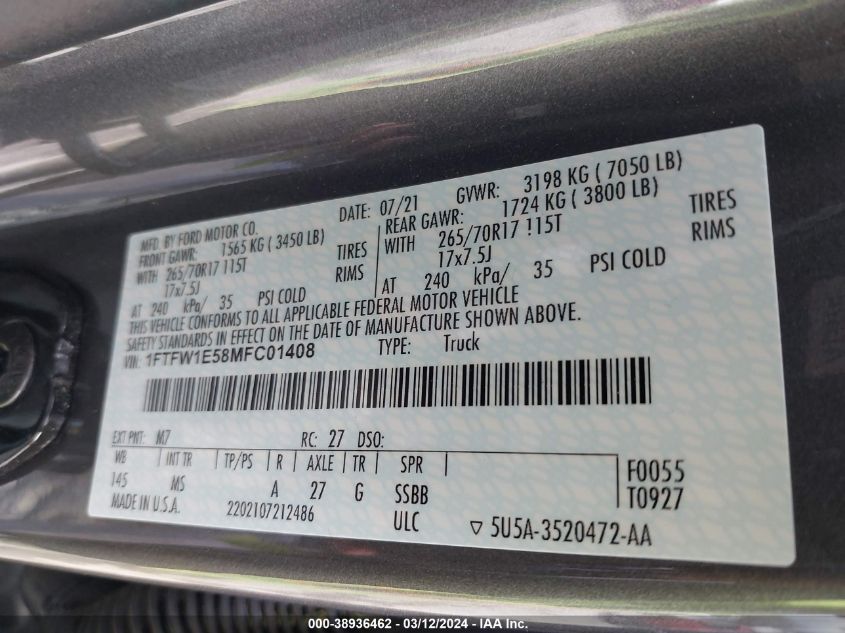 MFD. BY FORD MOTOR CO. DATE: 07/21 GVWR: 3198 KG ( 7050 LB)
FRONT GAWR: 1565 KG ( 3450 LB) REAR GAWR: 1724 KG ( 3800 LB)
WITH 265/70R17 115T TIRES WITH 265/70R17 !15T TIRES
17x7.5J RIMS 17x7.5J RIMS
AT 240 kPa/ 35 PSI COLD AT 240 kPa/ 35 PSI COLD
THIS VEHICLE CONFORMS TO ALL APPLICABLE FEDERAL MOTOR VEHICLE
SAFETY STANDARDS IN EFFECT ON THE DATE OF MANUFACTURE SHOWN ABOVE.
VIN: 1FTFW1E58MFC01408 TYPE: Truck
EXT PNT: M7 RC: 27 DSO:
WB INT TR TP/PS R AXLE TR SPR F0055
145 MS A 27 G SSBB T0927
MADE IN U.S.A. 2202107212486 ULC ▽ 5U5A-3520472-AA
000-38936462 - 03/12/2024 - IAA Inc.